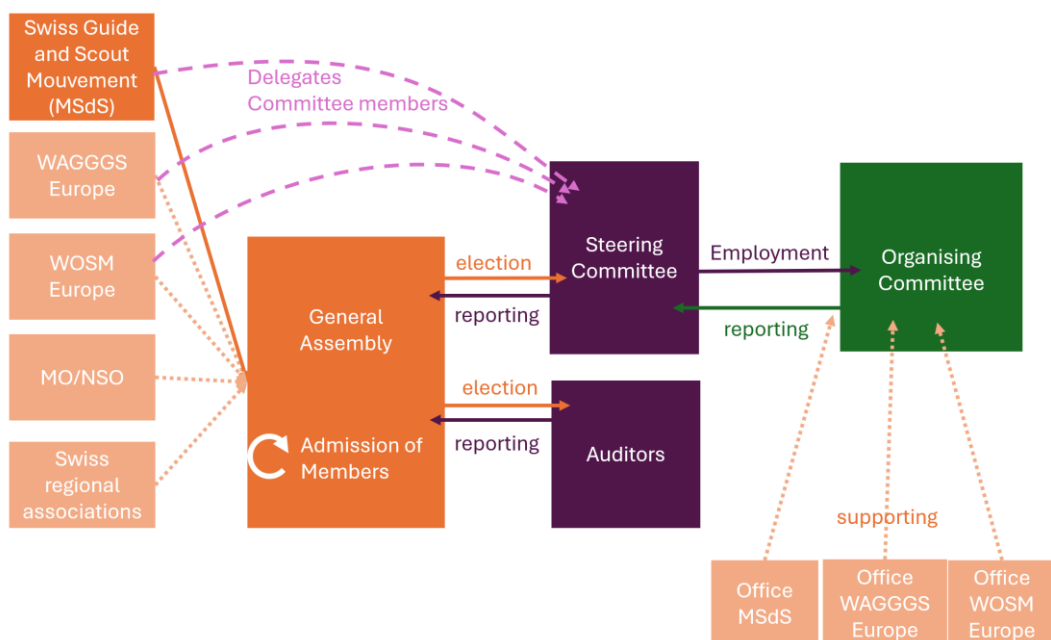 Swiss Guide
and Scout
Mouvement
(MSdS)
WAGGGS
Europe
WOSM
Europe
MO/NSO
Swiss
regional
associations
Delegates
Committee members
General
Assembly
Admission of
Members
election
reporting
election
reporting
Steering
Committee
Auditors
Employment
reporting
Organising
Committee
supporting
Office
MSdS
Office
WAGGGS
Europe
Office
WOSM
Europe